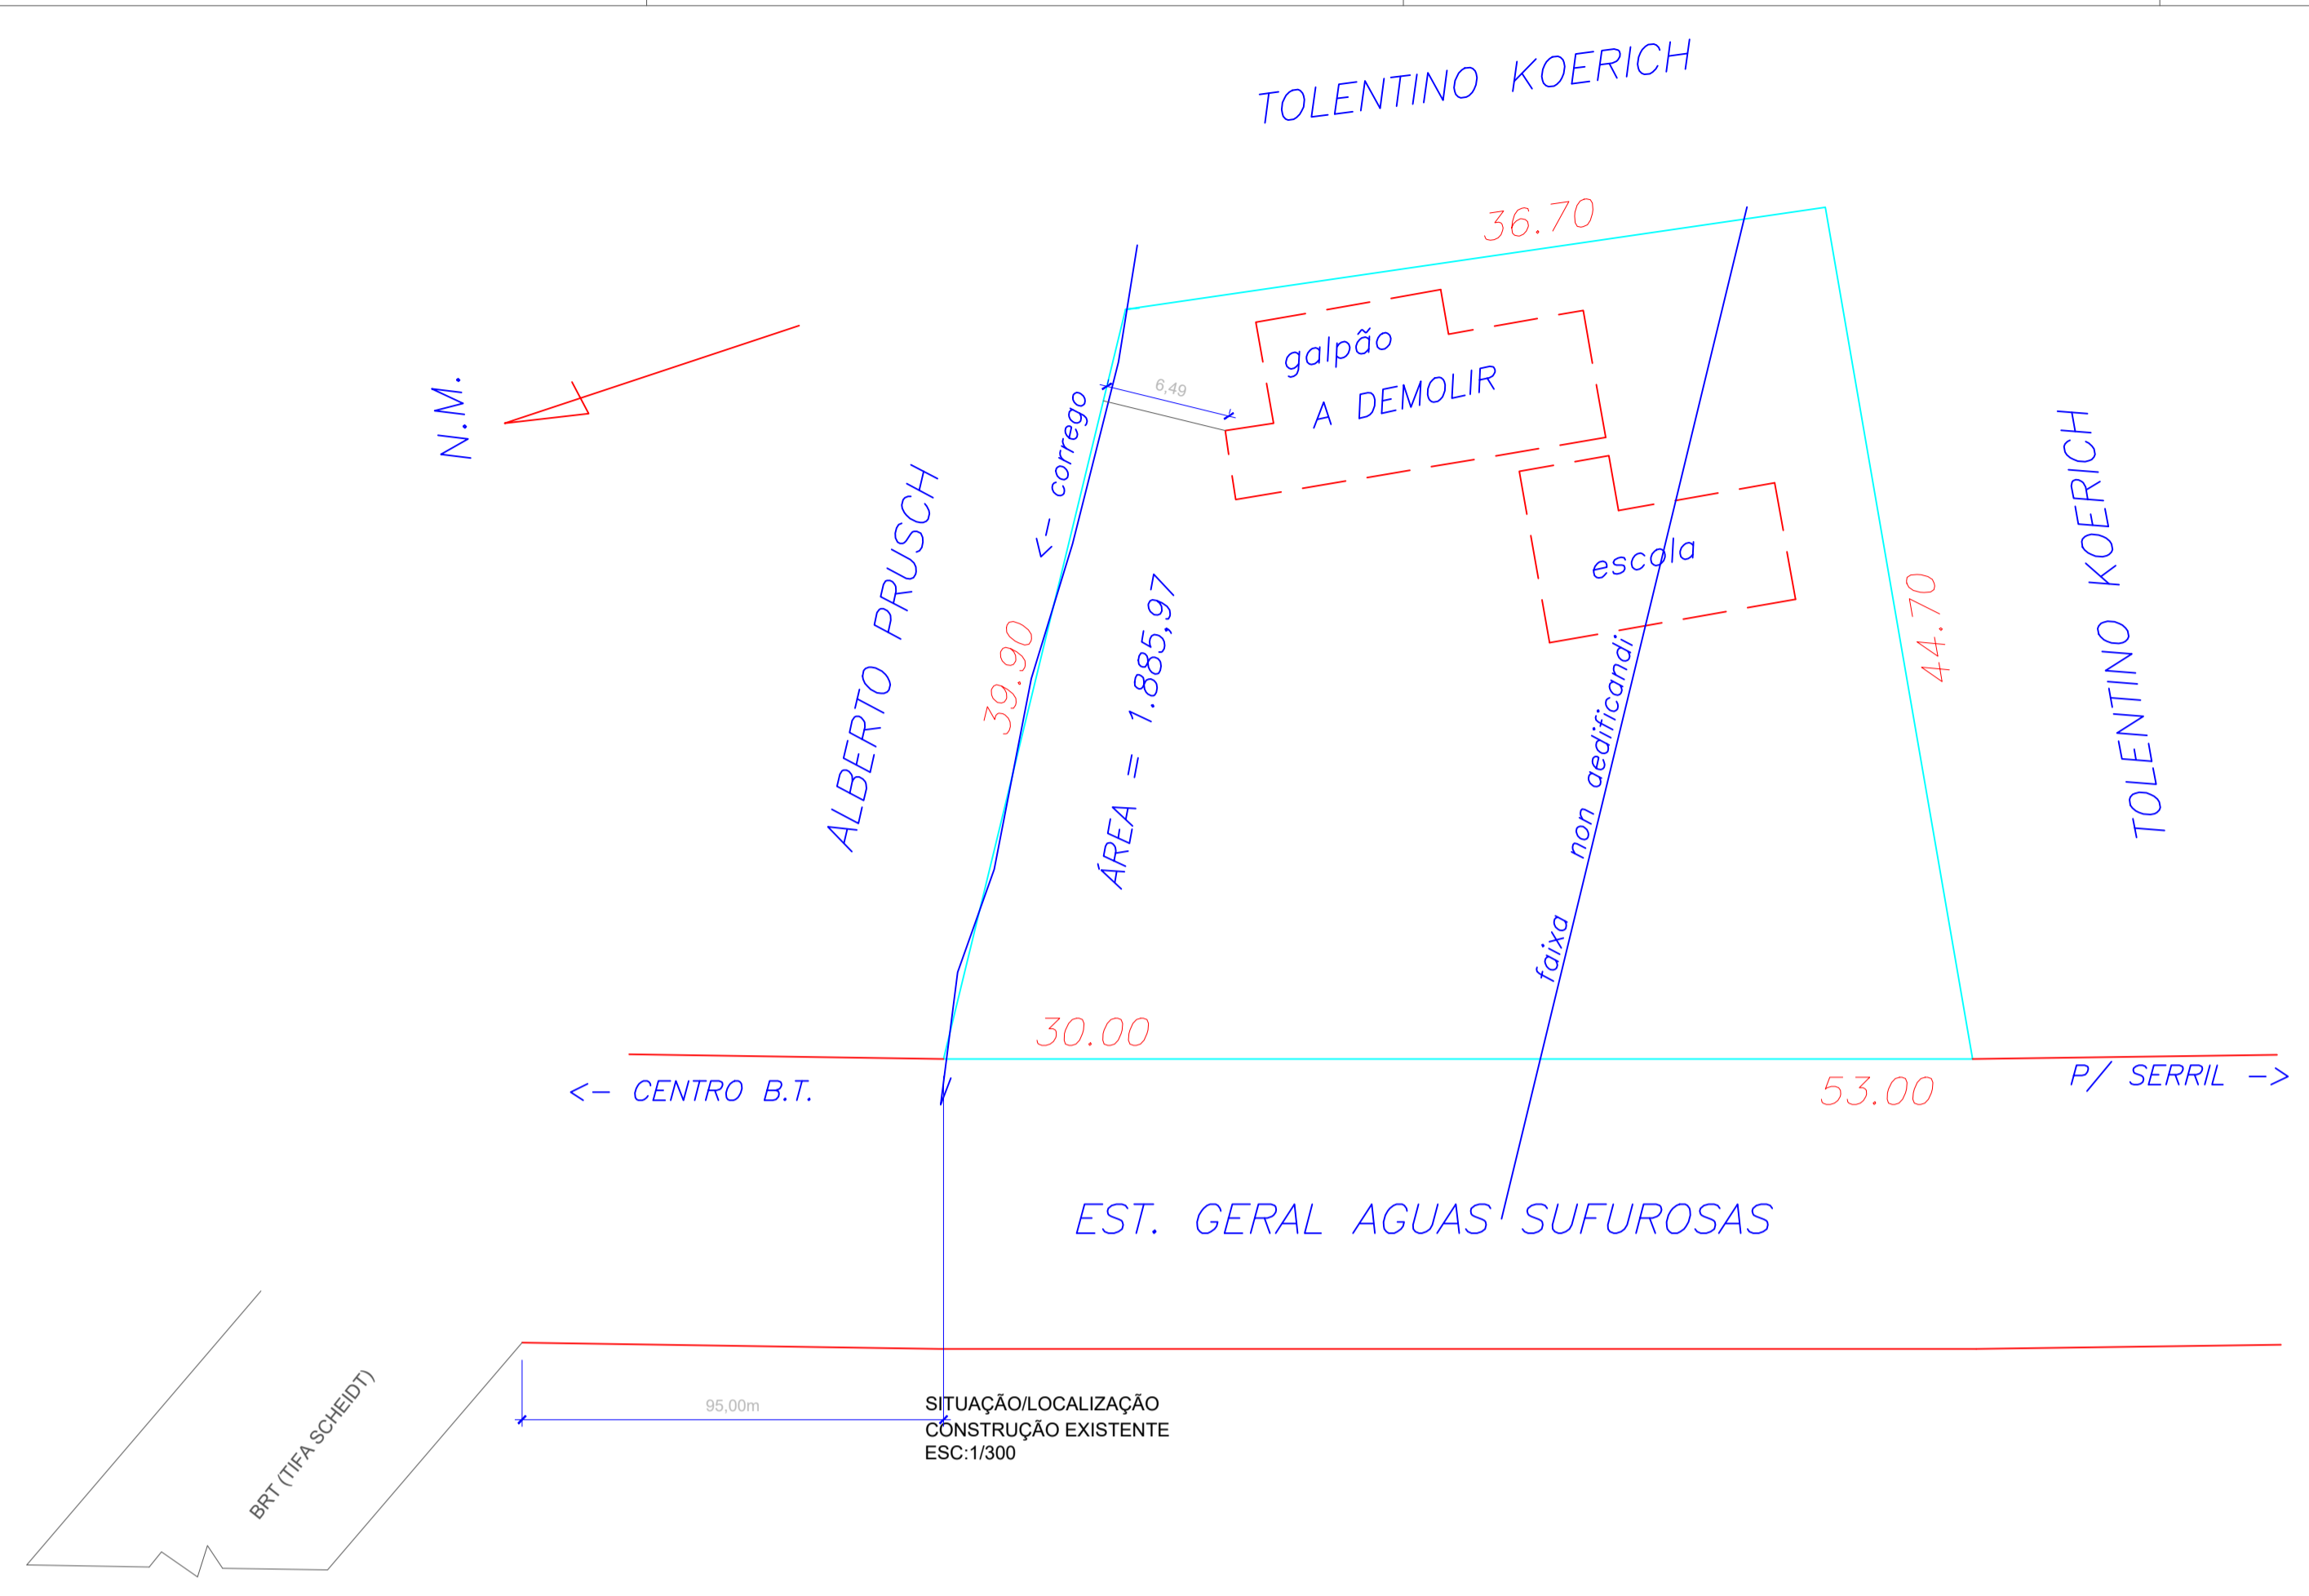 TOLENTINO KOERICH
36.70
N.M.
galpão
A DEMOLIR
6,49
<- corrego
ALBERTO PRUSCH
39.90
ÁREA = 1.885,97
escola
faixa non aedificandi
44.70
TOLENTINO KOERICH
30.00
53.00
<- CENTRO B.T.
P/ SERRIL ->
EST. GERAL AGUAS SUFUROSAS
BRT (TIFA SCHEIDT)
95,00m
SITUAÇÃO/LOCALIZAÇÃO
CONSTRUÇÃO EXISTENTE
ESC:1/300